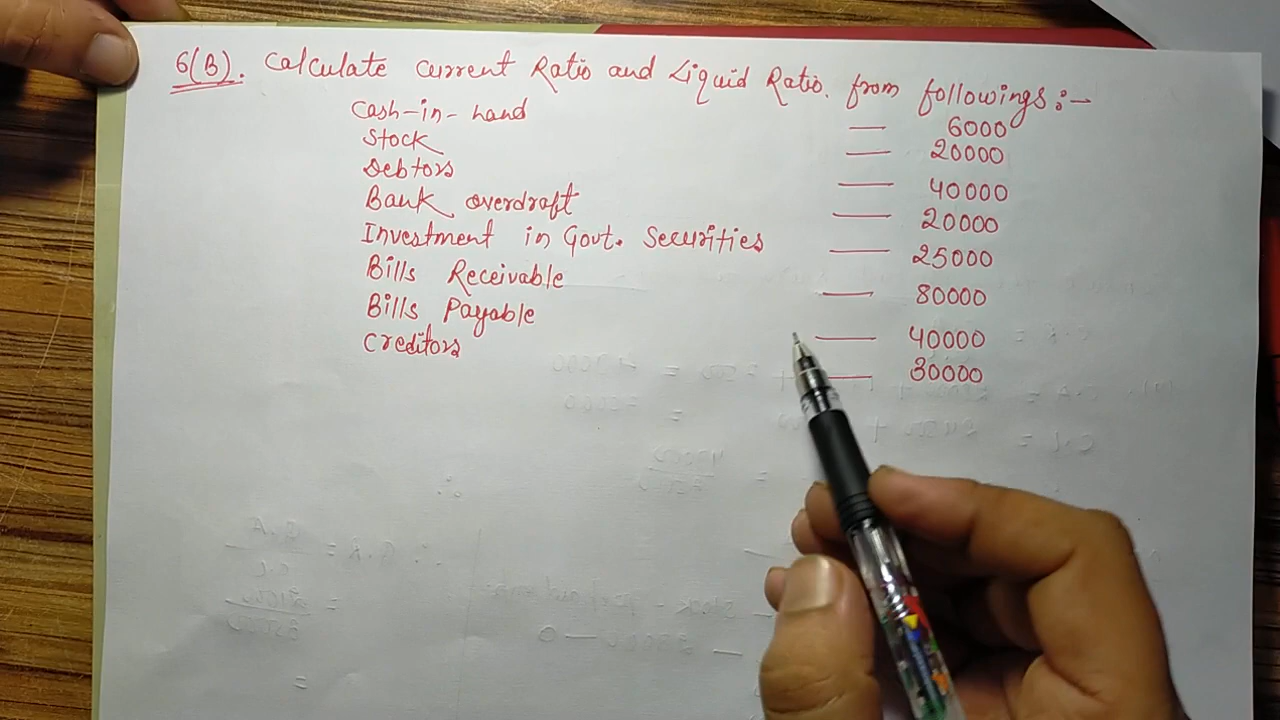 6(B). Calculate Current Ratio and Liquid Ratio. from followings:-
Cash-in-hand — 6000
Stock — 20000
Debtors — 40000
Bank overdraft — 20000
Investment in Govt. Securities — 25000
Bills Receivable — 80000
Bills Payable — 40000
Creditors — 30000